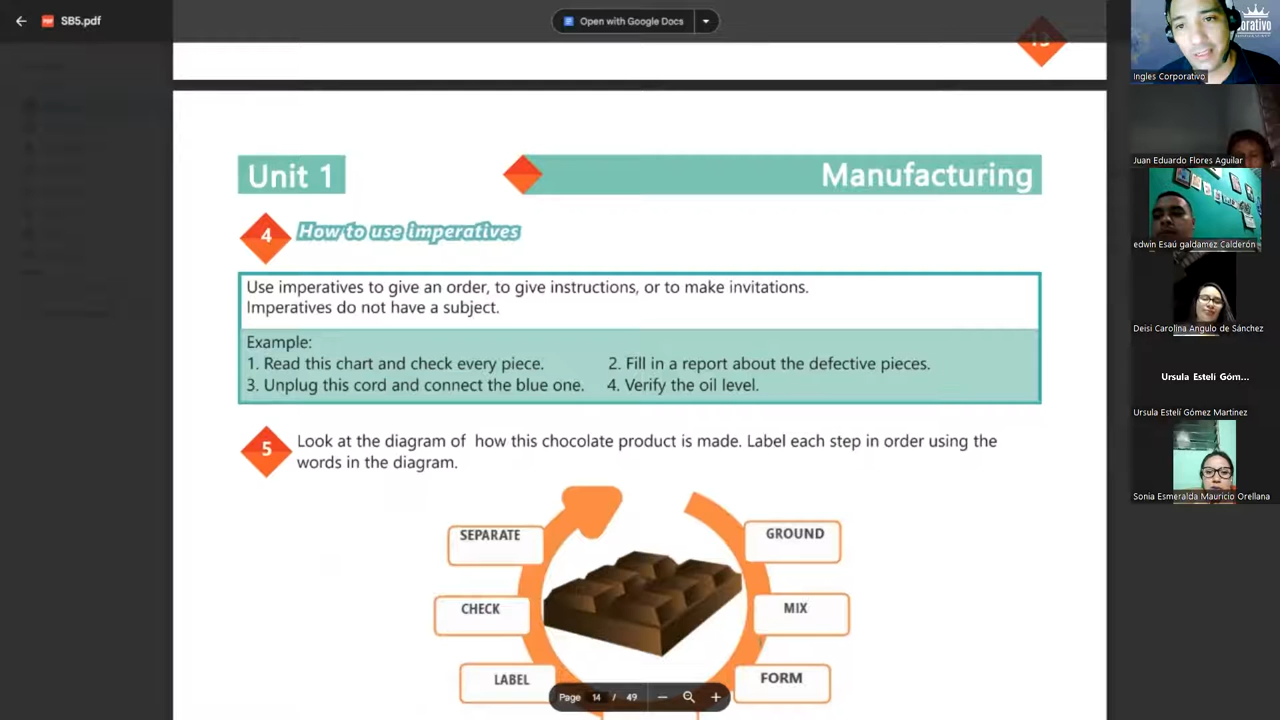 SB5.pdf
Open with Google Docs
13
Unit 1
Manufacturing
4
How to use imperatives
Use imperatives to give an order, to give instructions, or to make invitations.
Imperatives do not have a subject.
Example:
1. Read this chart and check every piece.
2. Fill in a report about the defective pieces.
3. Unplug this cord and connect the blue one.
4. Verify the oil level.
5
Look at the diagram of how this chocolate product is made. Label each step in order using the
words in the diagram.
SEPARATE
GROUND
CHECK
MIX
LABEL
FORM
Page 14 / 49
Ingles Corporativo
Juan Eduardo Flores Aguilar
edwin Esaú galdamez Calderón
Deisi Carolina Angulo de Sánchez
Ursula Estelí Góm...
Ursula Estelí Gómez Martinez
Sonia Esmeralda Mauricio Orellana